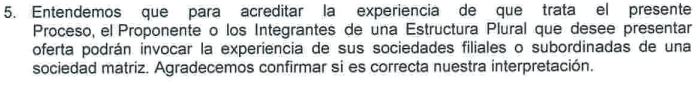 5. Entendemos que para acreditar la experiencia de que trata el presente
Proceso, el Proponente o los Integrantes de una Estructura Plural que desee presentar
oferta podrán invocar la experiencia de sus sociedades filiales o subordinadas de una
sociedad matriz. Agradecemos confirmar si es correcta nuestra interpretación.